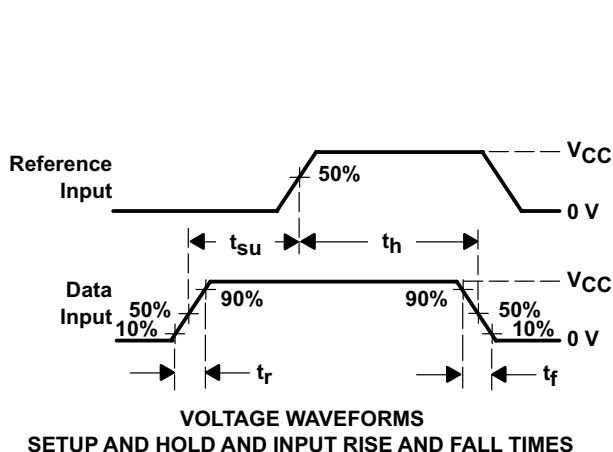 Reference
Input
50%
VCC
0 V
tsu
th
Data
Input
50%
10%
90%
90%
VCC
50%
10%
0 V
tr
tf
VOLTAGE WAVEFORMS
SETUP AND HOLD AND INPUT RISE AND FALL TIMES